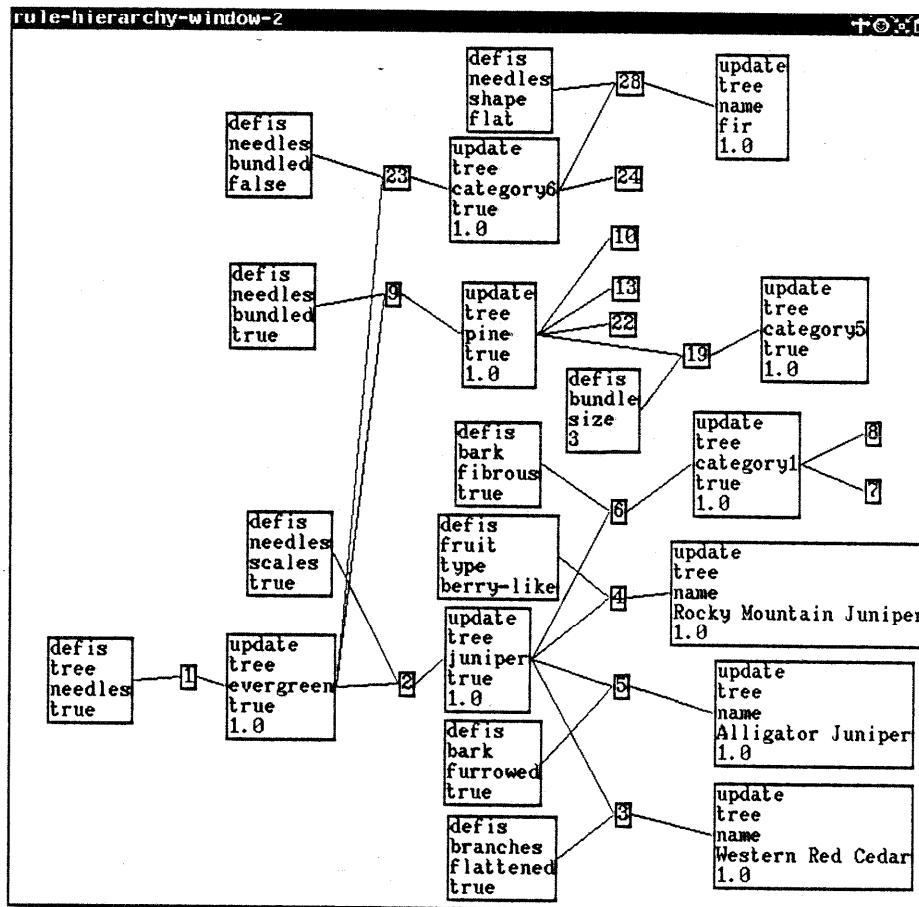 rule-hierarchy-window-2
defis
needles
shape
flat
28
update
tree
name
fir
1.0
defis
needles
bundled
false
23
update
tree
category6
true
1.0
24
10
defis
needles
bundled
true
9
update
tree
pine
true
1.0
13
22
19
update
tree
category5
true
1.0
defis
bundle
size
3
defis
bark
fibrous
true
6
update
tree
category1
true
1.0
8
7
defis
needles
scales
true
defis
fruit
type
berry-like
4
update
tree
name
Rocky Mountain Juniper
1.0
defis
tree
needles
true
1
update
tree
evergreen
true
1.0
2
update
tree
juniper
true
1.0
5
update
tree
name
Alligator Juniper
1.0
defis
bark
furrowed
true
3
update
tree
name
Western Red Cedar
1.0
defis
branches
flattened
true